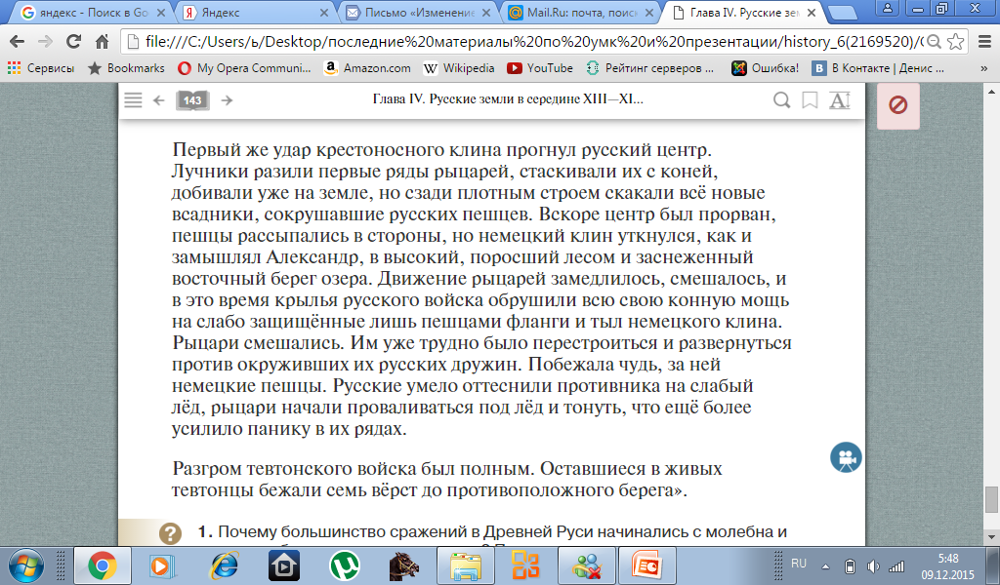 яндекс - Поиск в Go
Яндекс
Письмо «Изменение
Mail.Ru: почта, поиск
Глава IV. Русские зе
file:///C:/Users/ь/Desktop/последние%20материалы%20по%20умк%20и%20презентации/history_6(2169520)/
Сервисы
Bookmarks
My Opera Communi...
Amazon.com
Wikipedia
YouTube
Рейтинг серверов ...
Ошибка!
В Контакте | Денис ...
»
143
Глава IV. Русские земли в середине XIII—XI...
Первый же удар крестоносного клина прогнул русский центр.
Лучники разили первые ряды рыцарей, стаскивали их с коней,
добивали уже на земле, но сзади плотным строем скакали всё новые
всадники, сокрушавшие русских пешцев. Вскоре центр был прорван,
пешцы рассыпались в стороны, но немецкий клин уткнулся, как и
замышлял Александр, в высокий, поросший лесом и заснеженный
восточный берег озера. Движение рыцарей замедлилось, смешалось, и
в это время крылья русского войска обрушили всю свою конную мощь
на слабо защищённые лишь пешцами фланги и тыл немецкого клина.
Рыцари смешались. Им уже трудно было перестроиться и развернуться
против окруживших их русских дружин. Побежала чудь, за ней
немецкие пешцы. Русские умело оттеснили противника на слабый
лёд, рыцари начали проваливаться под лёд и тонуть, что ещё более
усилило панику в их рядах.
Разгром тевтонского войска был полным. Оставшиеся в живых
тевтонцы бежали семь вёрст до противоположного берега».
? 1. Почему большинство сражений в Древней Руси начинались с молебна и
RU
5:48
09.12.2015